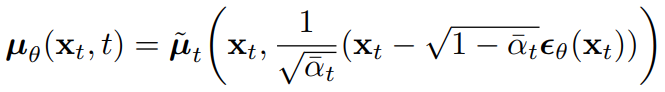 μ_θ(x_t, t) = μ̃_t(x_t, 1/√ᾱ_t (x_t − √(1 − ᾱ_t) ε_θ(x_t)))